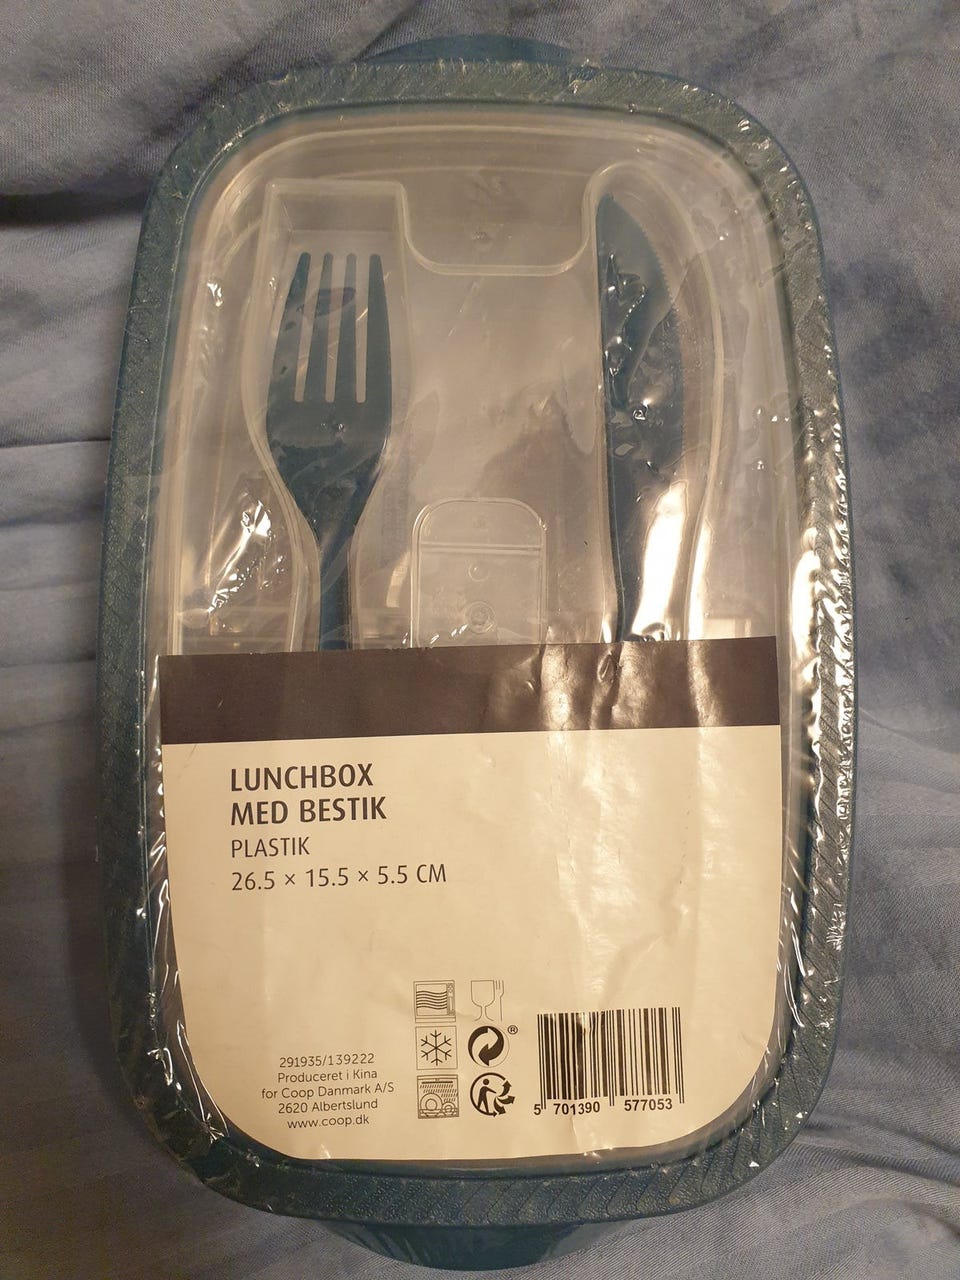 LUNCHBOX
MED BESTIK
PLASTIK
26.5 × 15.5 × 5.5 CM
291935/139222
Produceret i Kina
for Coop Danmark A/S
2620 Albertslund
www.coop.dk
®
5 701390 577053